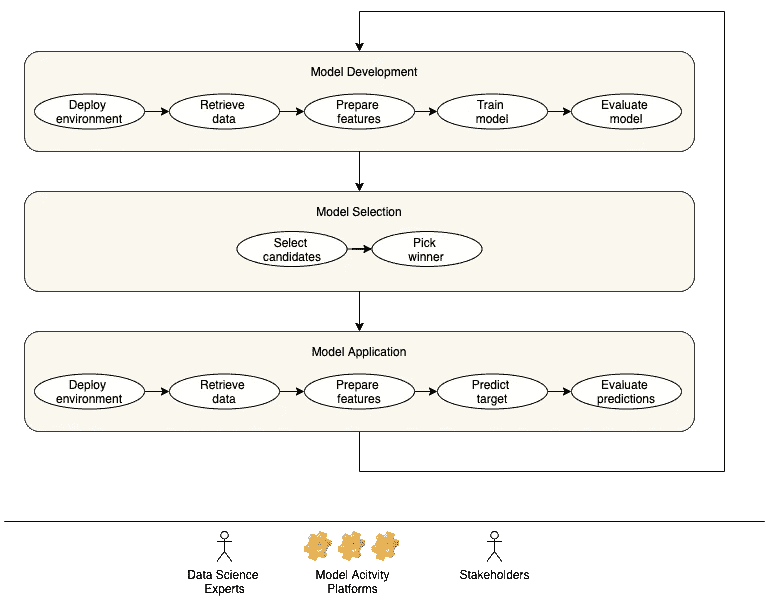 Model Development
Deploy
environment
Retrieve
data
Prepare
features
Train
model
Evaluate
model
Model Selection
Select
candidates
Pick
winner
Model Application
Deploy
environment
Retrieve
data
Prepare
features
Predict
target
Evaluate
predictions
Data Science
Experts
Model Acitvity
Platforms
Stakeholders